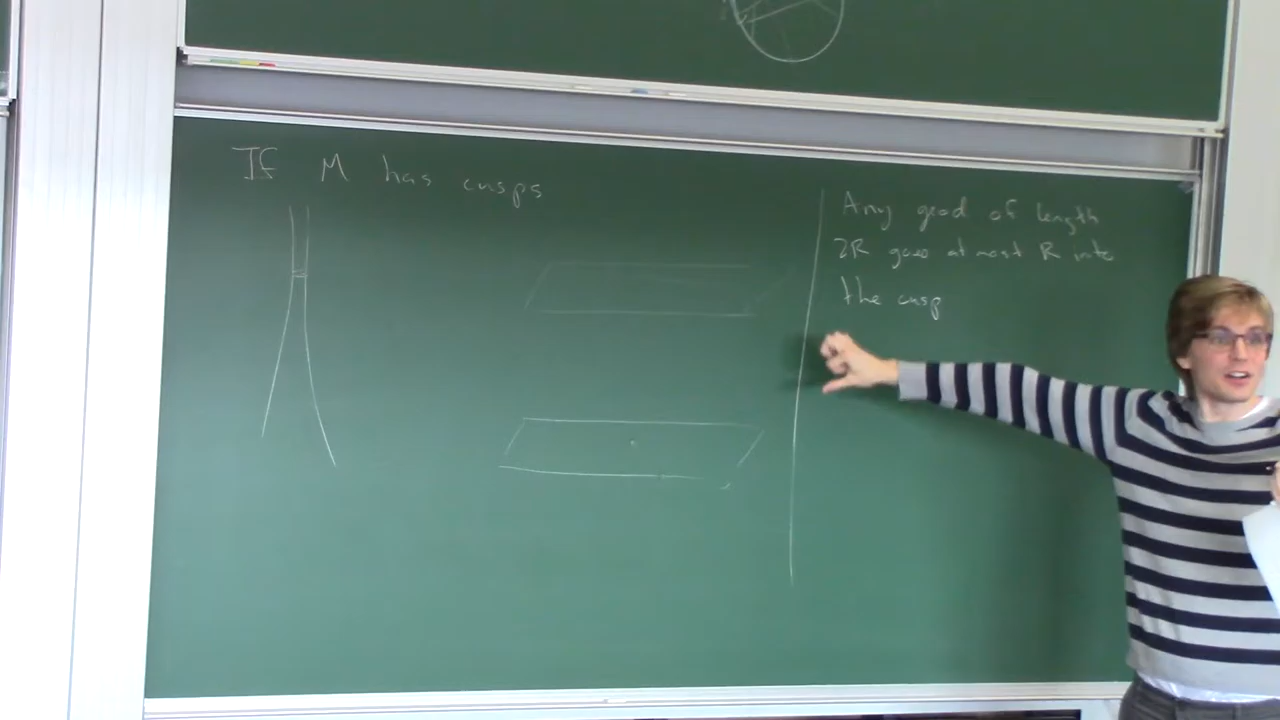 If M has cusps
Any geod of length
2R goes at most R into
the cusp